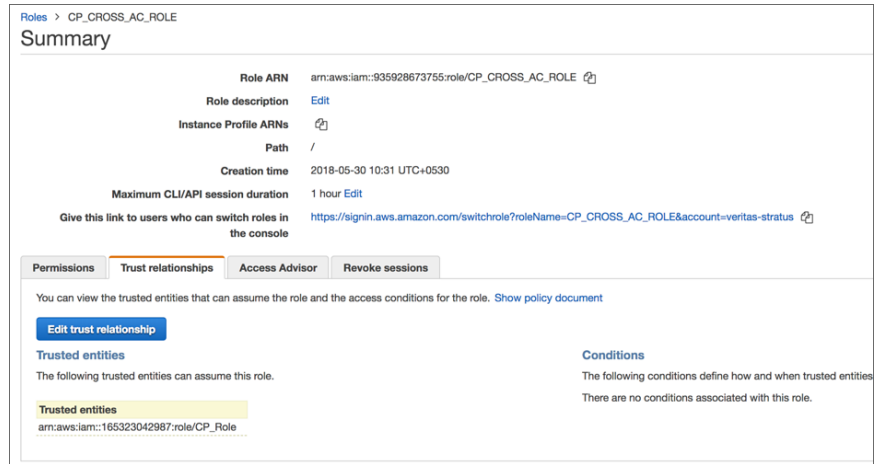 Roles > CP_CROSS_AC_ROLE
Summary
Role ARN arn:aws:iam::935928673755:role/CP_CROSS_AC_ROLE
Role description Edit
Instance Profile ARNs
Path /
Creation time 2018-05-30 10:31 UTC+0530
Maximum CLI/API session duration 1 hour Edit
Give this link to users who can switch roles in https://signin.aws.amazon.com/switchrole?roleName=CP_CROSS_AC_ROLE&account=veritas-stratus
the console
Permissions Trust relationships Access Advisor Revoke sessions
You can view the trusted entities that can assume the role and the access conditions for the role. Show policy document
Edit trust relationship
Trusted entities Conditions
The following trusted entities can assume this role. The following conditions define how and when trusted entities
There are no conditions associated with this role.
Trusted entities
arn:aws:iam::165323042987:role/CP_Role